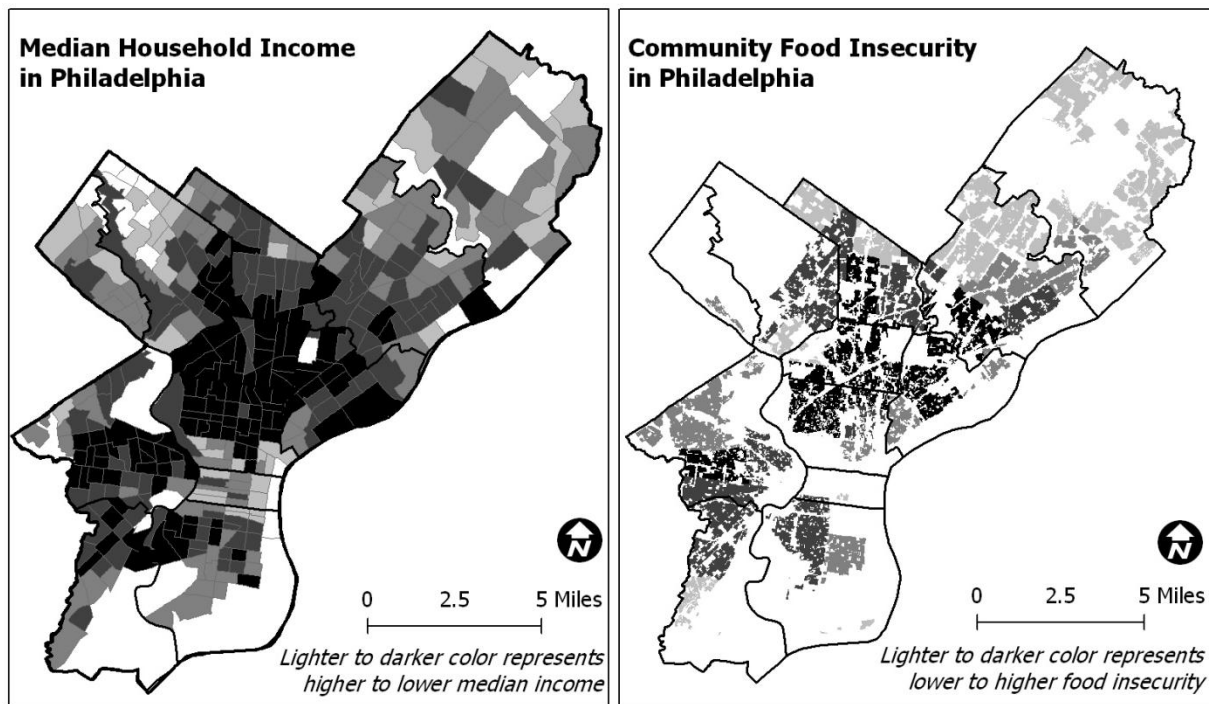 Median Household Income
in Philadelphia
N
0 2.5 5 Miles
Lighter to darker color represents
higher to lower median income
Community Food Insecurity
in Philadelphia
N
0 2.5 5 Miles
Lighter to darker color represents
lower to higher food insecurity